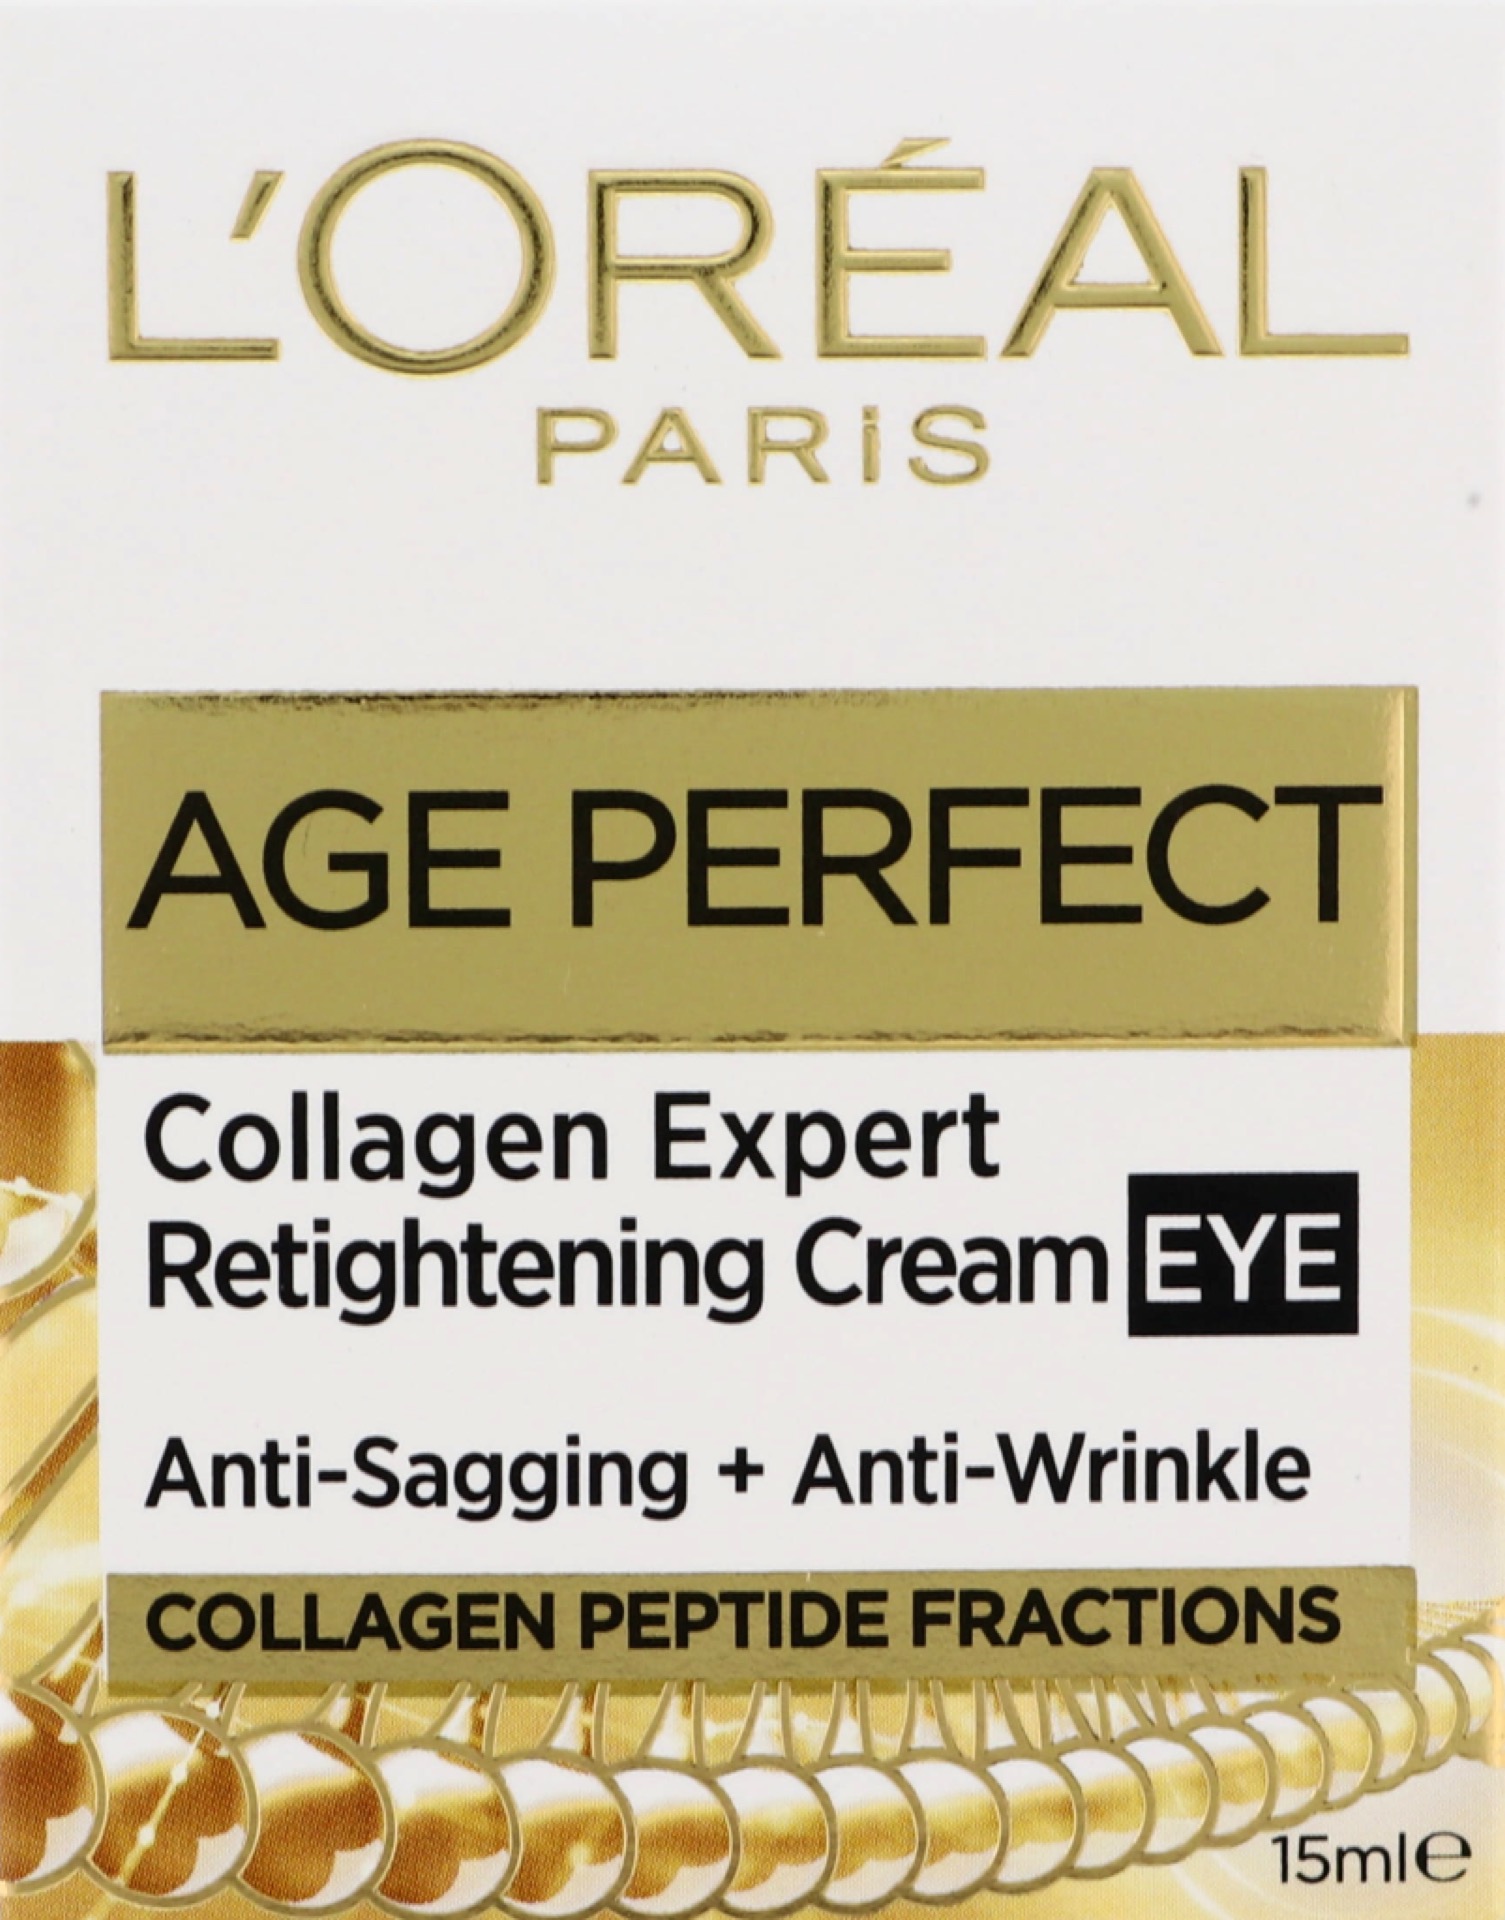 L'ORÉAL
PARiS
AGE PERFECT
Collagen Expert
Retightening Cream EYE
Anti-Sagging + Anti-Wrinkle
COLLAGEN PEPTIDE FRACTIONS
15ml℮